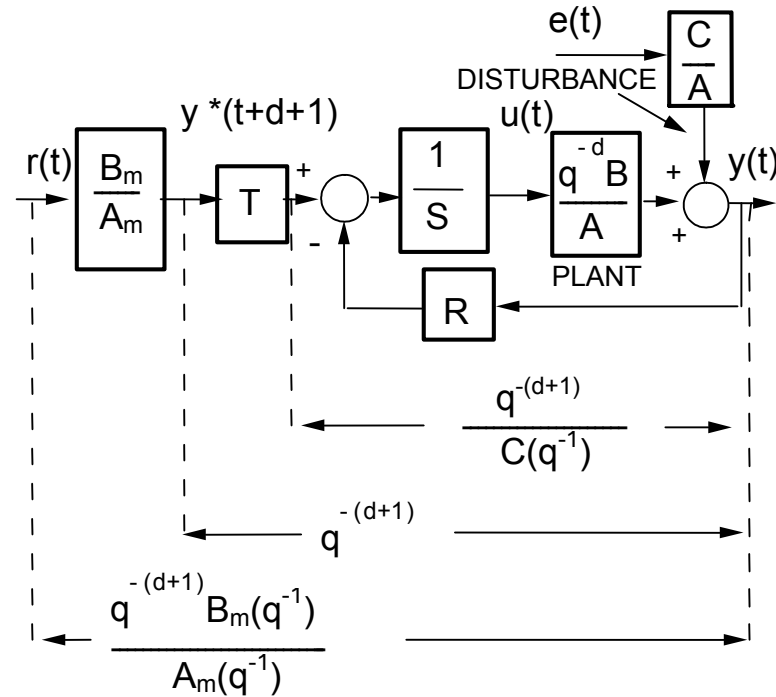 e(t)
C
A
DISTURBANCE
y *(t+d+1)
u(t)
r(t)
B_m
A_m
T
+
-
1
S
q^-d B
A
+
+
y(t)
PLANT
R
q^-(d+1)
C(q^-1)
q^-(d+1)
q^-(d+1) B_m(q^-1)
A_m(q^-1)